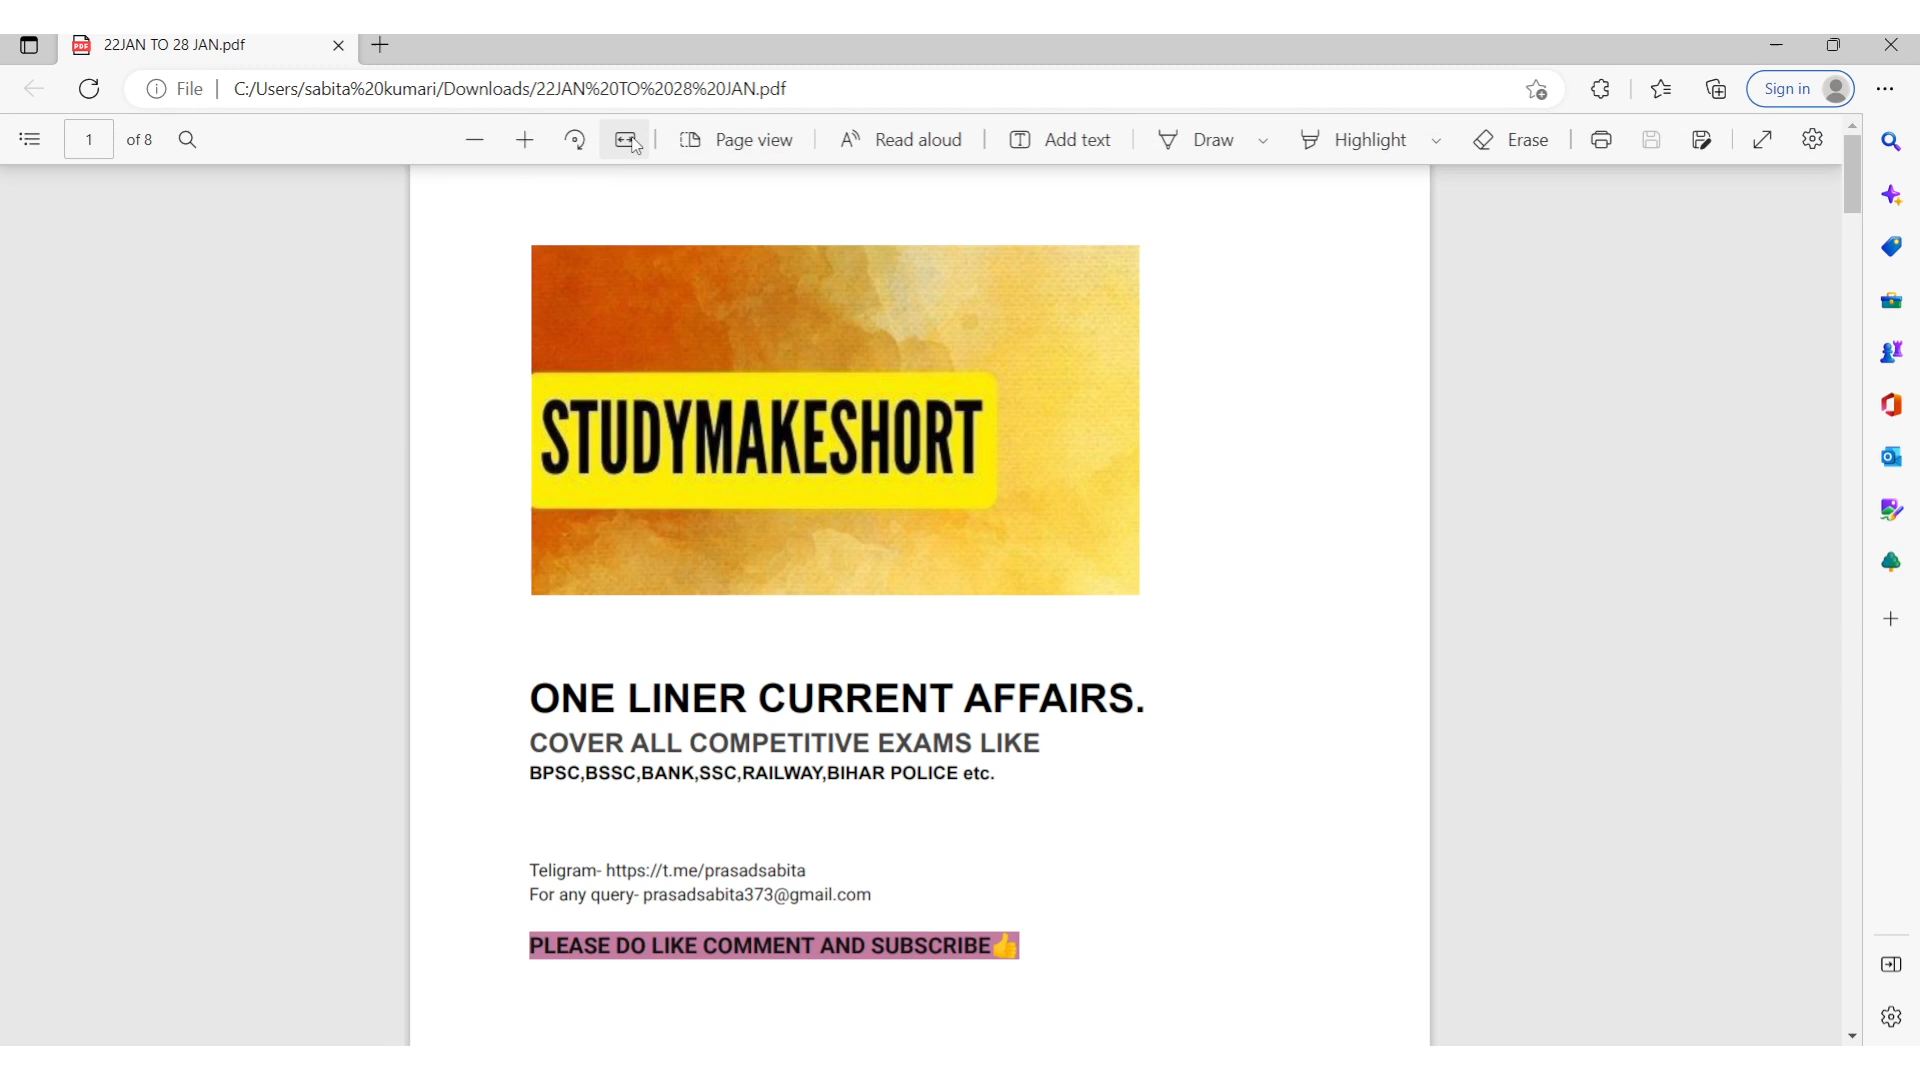 22JAN TO 28 JAN.pdf
File
C:/Users/sabita%20kumari/Downloads/22JAN%20TO%2028%20JAN.pdf
Sign in
1 of 8
Page view
Read aloud
Add text
Draw
Highlight
Erase
STUDYMAKESHORT
ONE LINER CURRENT AFFAIRS.
COVER ALL COMPETITIVE EXAMS LIKE
BPSC,BSSC,BANK,SSC,RAILWAY,BIHAR POLICE etc.
Teligram- https://t.me/prasadsabita
For any query- prasadsabita373@gmail.com
PLEASE DO LIKE COMMENT AND SUBSCRIBE👍